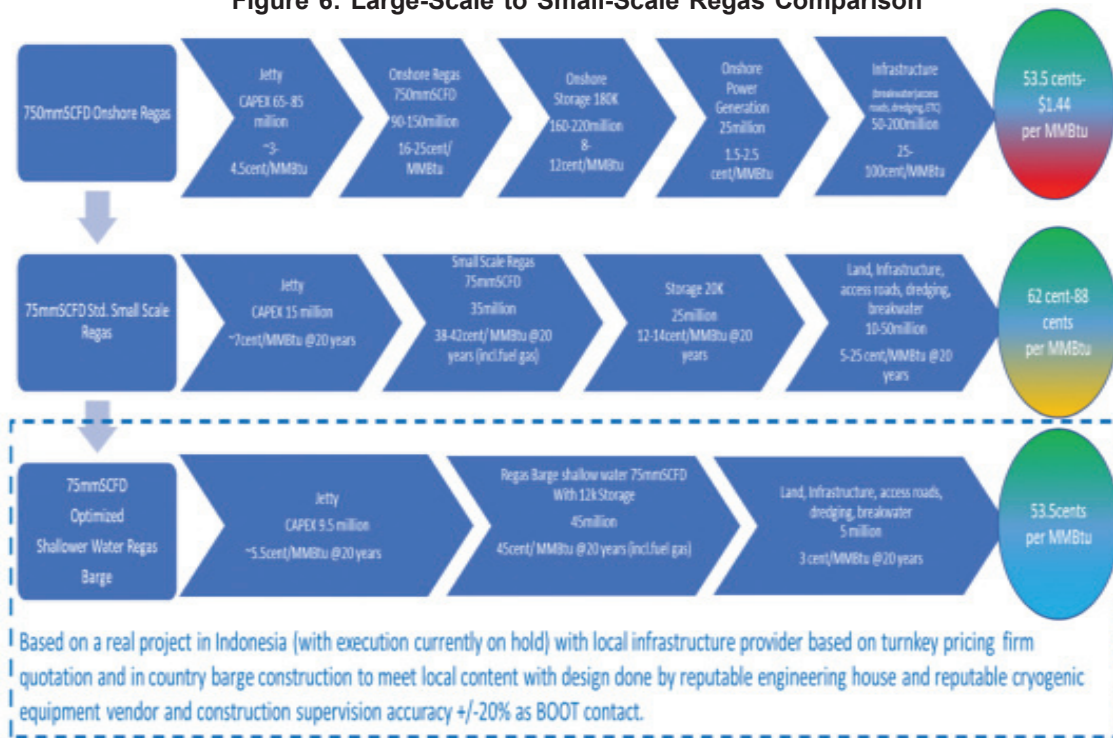 Figure 6: Large-Scale to Small-Scale Regas Comparison
750mmSCFD Onshore Regas
Jetty
CAPEX 65- 85
million
~3-
4.5cent/MMBtu
Onshore Regas
750mmSCFD
90-150million
16-25cent/
MMBtu
Onshore
Storage 180K
160-220million
8-
12cent/MMBtu
Onshore
Power
Generation
25million
1.5-2.5
cent/MMBtu
Infrastructure
(breakwater)access
roads, dredging, ETC)
50-200million
25-
100cent/MMBtu
53.5 cents-
$1.44
per MMBtu
75mmSCFD Std. Small Scale
Regas
Jetty
CAPEX 15 million
~7cent/MMBtu @20 years
Small Scale Regas
75mmSCFD
35million
38-42cent/ MMBtu @20
years (incl.fuel gas)
Storage 20K
25million
12-14cent/MMBtu @20
years
Land, Infrastructure,
access roads, dredging,
breakwater
10-50million
5-25 cent/MMBtu @20
years
62 cent-88
cents
per MMBtu
75mmSCFD
Optimized
Shallower Water Regas
Barge
Jetty
CAPEX 9.5 million
~5.5cent/MMBtu @20 years
Regas Barge shallow water 75mmSCFD
With 12k Storage
45million
45cent/ MMBtu @20 years (incl.fuel gas)
Land, Infrastructure, access roads,
dredging, breakwater
5 million
3 cent/MMBtu @20 years
53.5cents
per MMBtu
Based on a real project in Indonesia (with execution currently on hold) with local infrastructure provider based on turnkey pricing firm
quotation and in country barge construction to meet local content with design done by reputable engineering house and reputable cryogenic
equipment vendor and construction supervision accuracy +/-20% as BOOT contact.